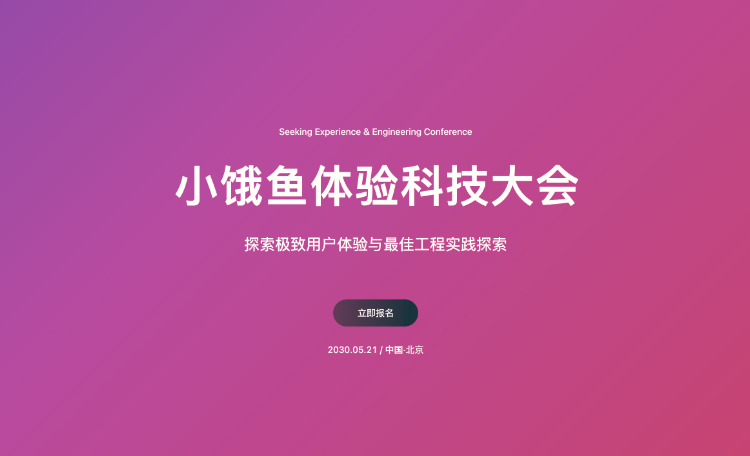 Seeking Experience & Engineering Conference
小饿鱼体验科技大会
探索极致用户体验与最佳工程实践探索
立即报名
2030.05.21 / 中国·北京